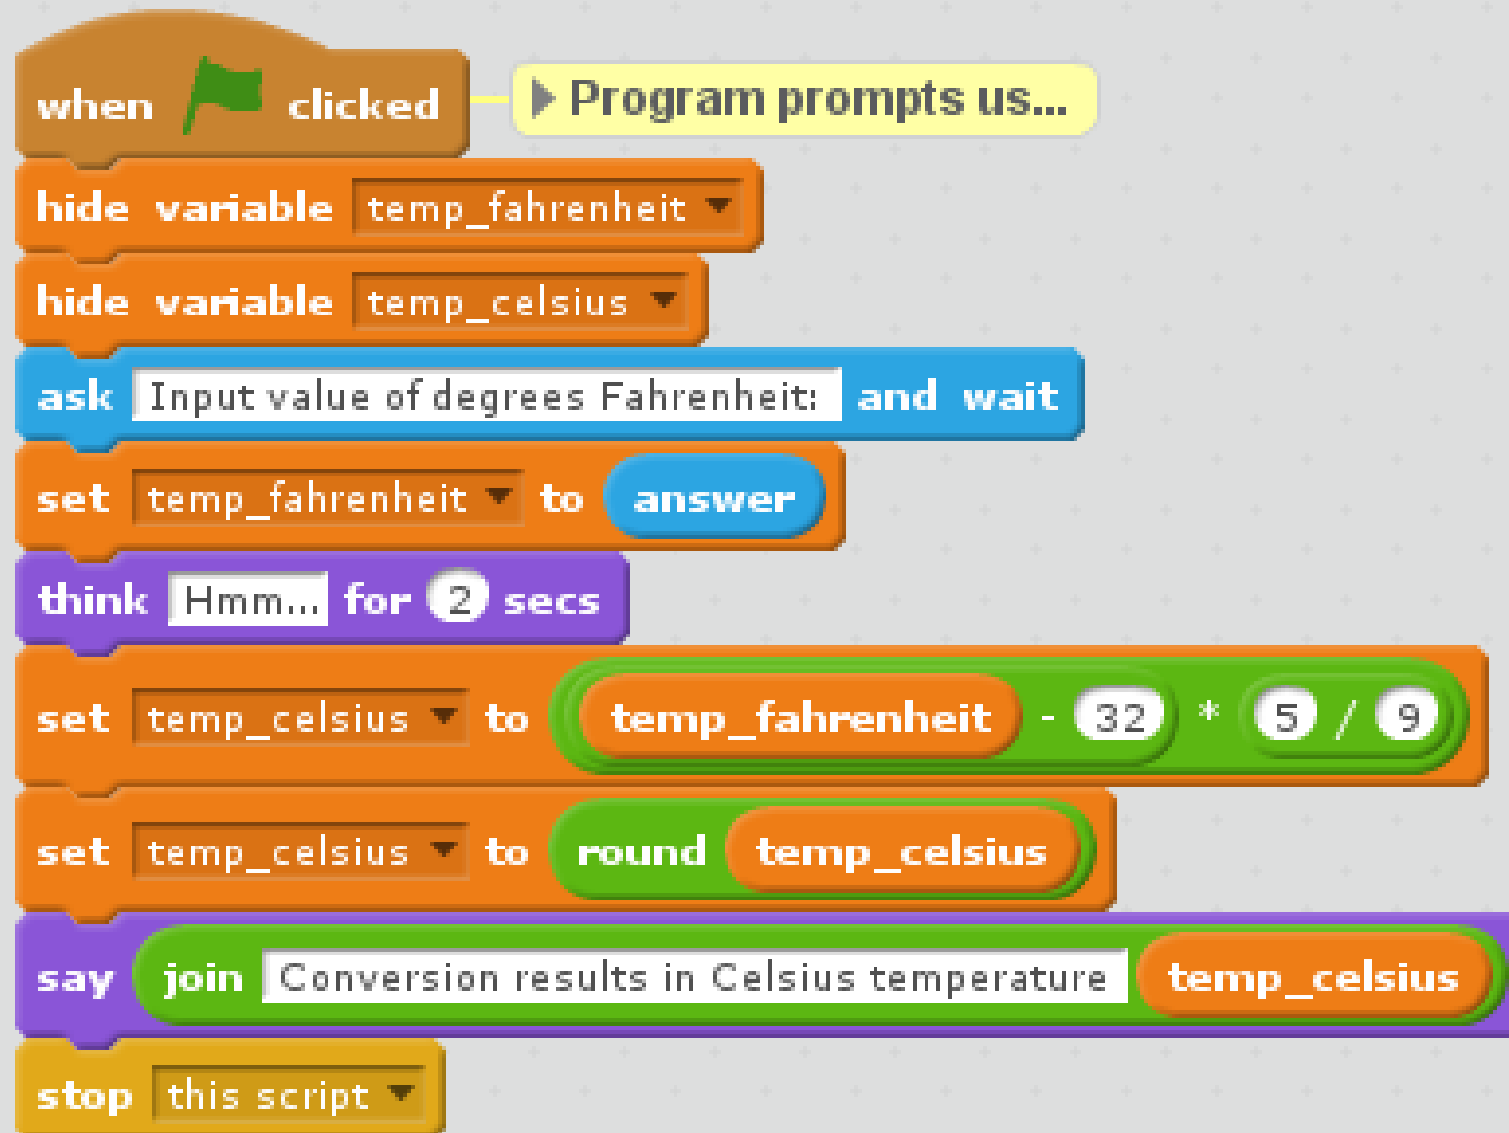 when clicked Program prompts us...
hide variable temp_fahrenheit
hide variable temp_celsius
ask Input value of degrees Fahrenheit: and wait
set temp_fahrenheit to answer
think Hmm... for 2 secs
set temp_celsius to temp_fahrenheit - 32 * 5 / 9
set temp_celsius to round temp_celsius
say join Conversion results in Celsius temperature temp_celsius
stop this script